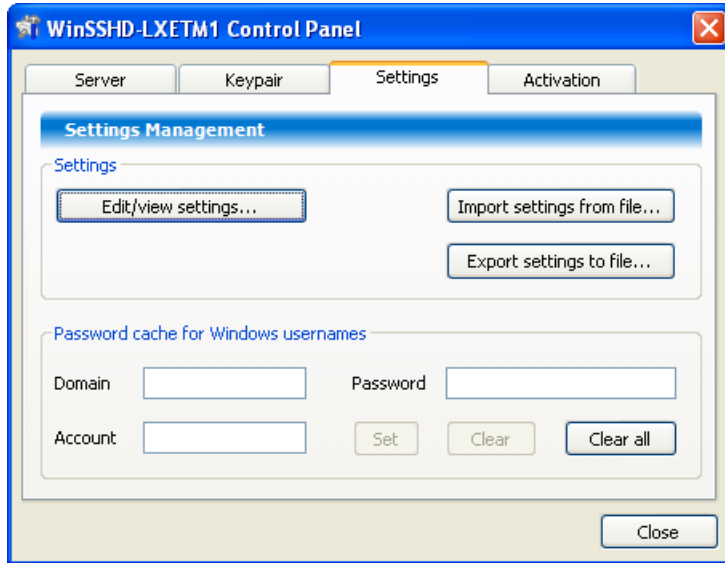 WinSSHD-LXETM1 Control Panel
Server Keypair Settings Activation
Settings Management
Settings
Edit/view settings... Import settings from file...
Export settings to file...
Password cache for Windows usernames
Domain Password
Account Set Clear Clear all
Close